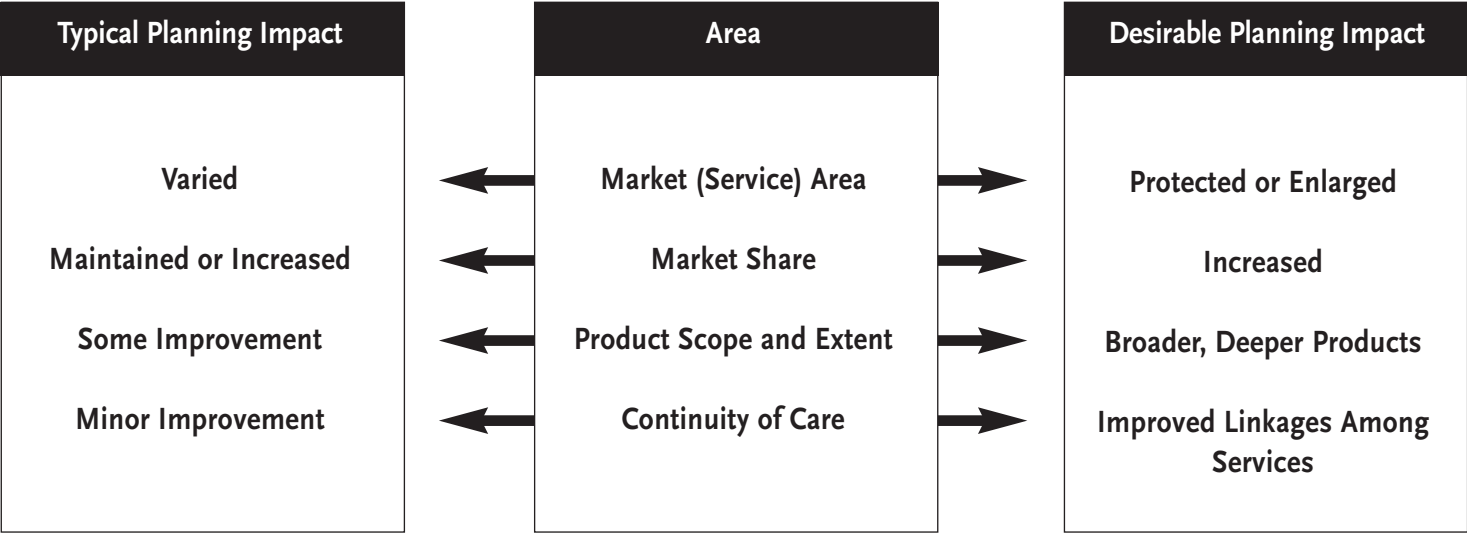 Typical Planning Impact
Area
Desirable Planning Impact
Varied
Market (Service) Area
Protected or Enlarged
Maintained or Increased
Market Share
Increased
Some Improvement
Product Scope and Extent
Broader, Deeper Products
Minor Improvement
Continuity of Care
Improved Linkages Among
Services